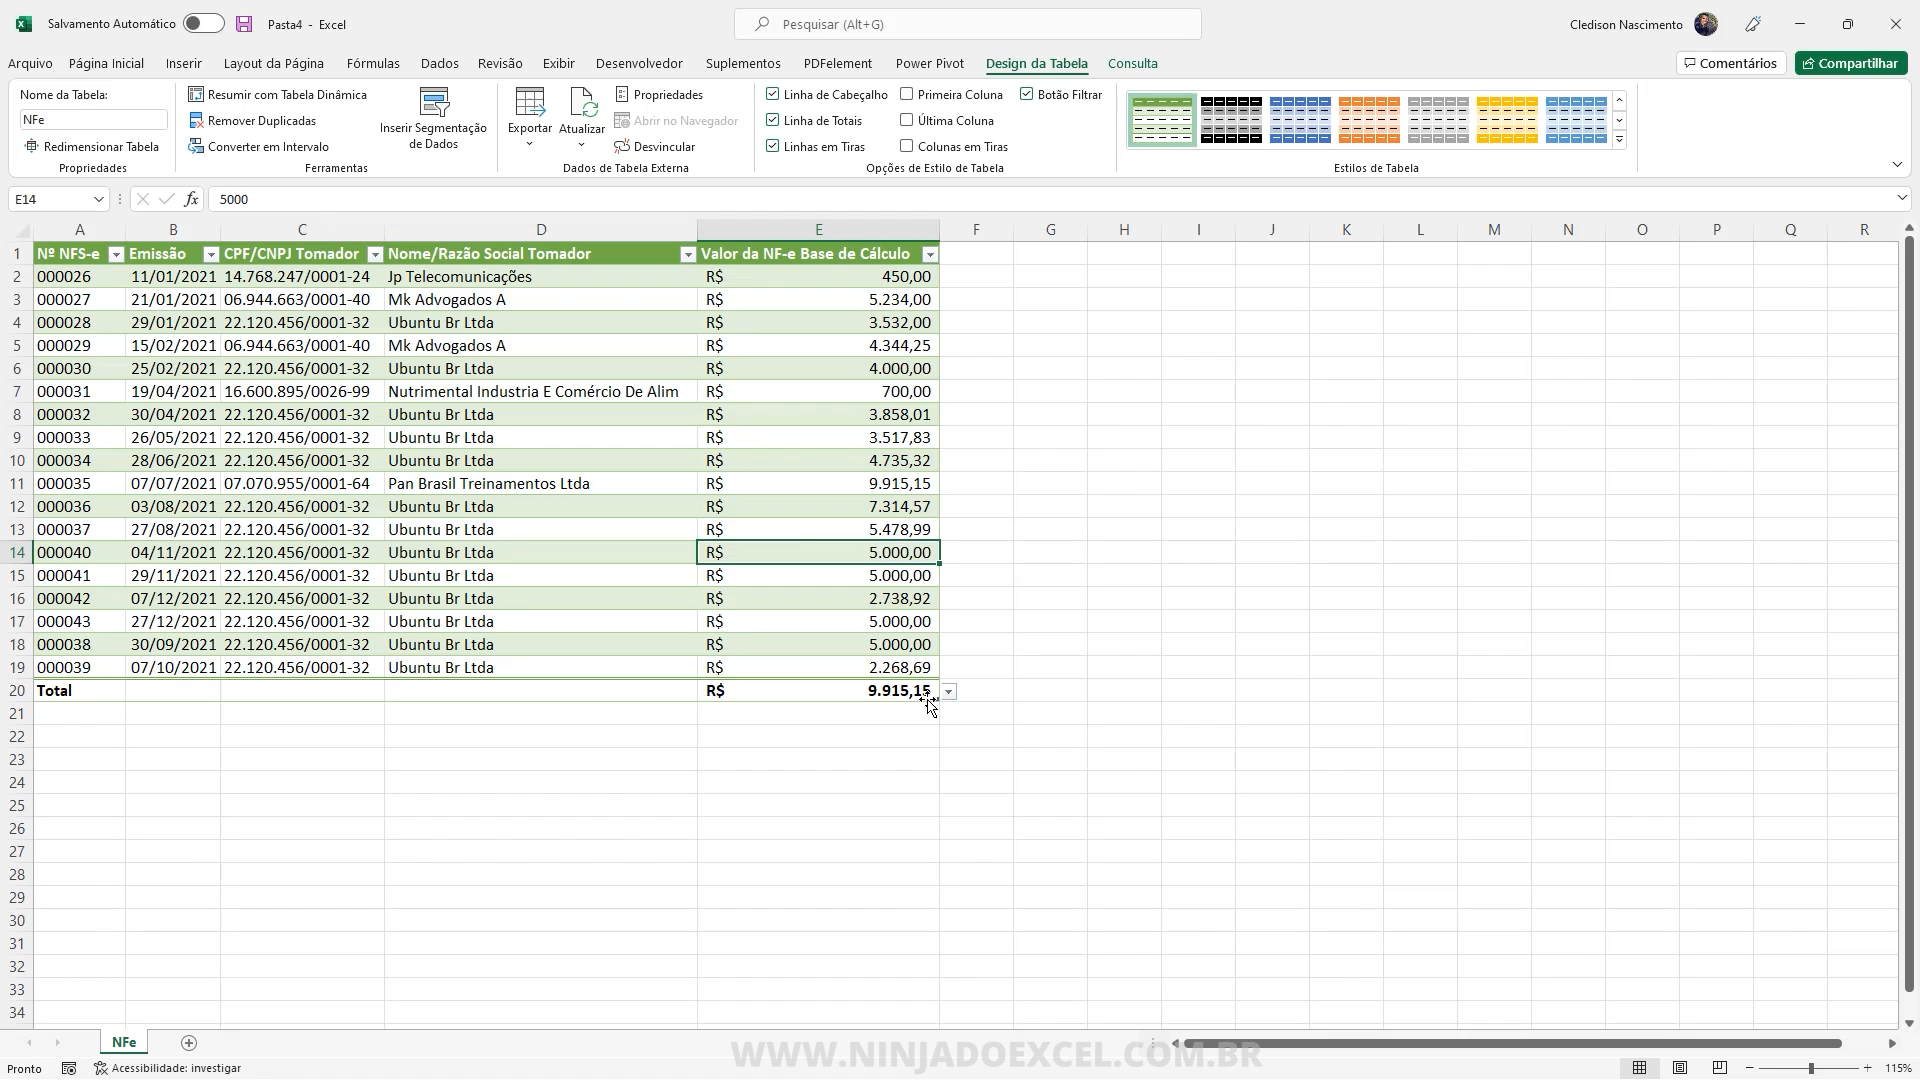 Salvamento Automático
Pasta4 - Excel
Pesquisar (Alt+G)
Cledison Nascimento
Arquivo
Página Inicial
Inserir
Layout da Página
Fórmulas
Dados
Revisão
Exibir
Desenvolvedor
Suplementos
PDFelement
Power Pivot
Design da Tabela
Consulta
Comentários
Compartilhar
Nome da Tabela:
NFe
Redimensionar Tabela
Propriedades
Resumir com Tabela Dinâmica
Remover Duplicadas
Converter em Intervalo
Inserir Segmentação
de Dados
Ferramentas
Exportar
Atualizar
Propriedades
Abrir no Navegador
Desvincular
Dados de Tabela Externa
Linha de Cabeçalho
Linha de Totais
Linhas em Tiras
Primeira Coluna
Última Coluna
Colunas em Tiras
Botão Filtrar
Opções de Estilo de Tabela
Estilos de Tabela
E14
fx
5000
A B C D E F G H I J K L M N O P Q R
1 Nº NFS-e Emissão CPF/CNPJ Tomador Nome/Razão Social Tomador Valor da NF-e Base de Cálculo
2 000026 11/01/2021 14.768.247/0001-24 Jp Telecomunicações R$ 450,00
3 000027 21/01/2021 06.944.663/0001-40 Mk Advogados A R$ 5.234,00
4 000028 29/01/2021 22.120.456/0001-32 Ubuntu Br Ltda R$ 3.532,00
5 000029 15/02/2021 06.944.663/0001-40 Mk Advogados A R$ 4.344,25
6 000030 25/02/2021 22.120.456/0001-32 Ubuntu Br Ltda R$ 4.000,00
7 000031 19/04/2021 16.600.895/0026-99 Nutrimental Industria E Comércio De Alim R$ 700,00
8 000032 30/04/2021 22.120.456/0001-32 Ubuntu Br Ltda R$ 3.858,01
9 000033 26/05/2021 22.120.456/0001-32 Ubuntu Br Ltda R$ 3.517,83
10 000034 28/06/2021 22.120.456/0001-32 Ubuntu Br Ltda R$ 4.735,32
11 000035 07/07/2021 07.070.955/0001-64 Pan Brasil Treinamentos Ltda R$ 9.915,15
12 000036 03/08/2021 22.120.456/0001-32 Ubuntu Br Ltda R$ 7.314,57
13 000037 27/08/2021 22.120.456/0001-32 Ubuntu Br Ltda R$ 5.478,99
14 000040 04/11/2021 22.120.456/0001-32 Ubuntu Br Ltda R$ 5.000,00
15 000041 29/11/2021 22.120.456/0001-32 Ubuntu Br Ltda R$ 5.000,00
16 000042 07/12/2021 22.120.456/0001-32 Ubuntu Br Ltda R$ 2.738,92
17 000043 27/12/2021 22.120.456/0001-32 Ubuntu Br Ltda R$ 5.000,00
18 000038 30/09/2021 22.120.456/0001-32 Ubuntu Br Ltda R$ 5.000,00
19 000039 07/10/2021 22.120.456/0001-32 Ubuntu Br Ltda R$ 2.268,69
20 Total R$ 9.915,15
21
22
23
24
25
26
27
28
29
30
31
32
33
34
NFe
WWW.NINJADOEXCEL.COM.BR
Pronto
Acessibilidade: investigar
115%